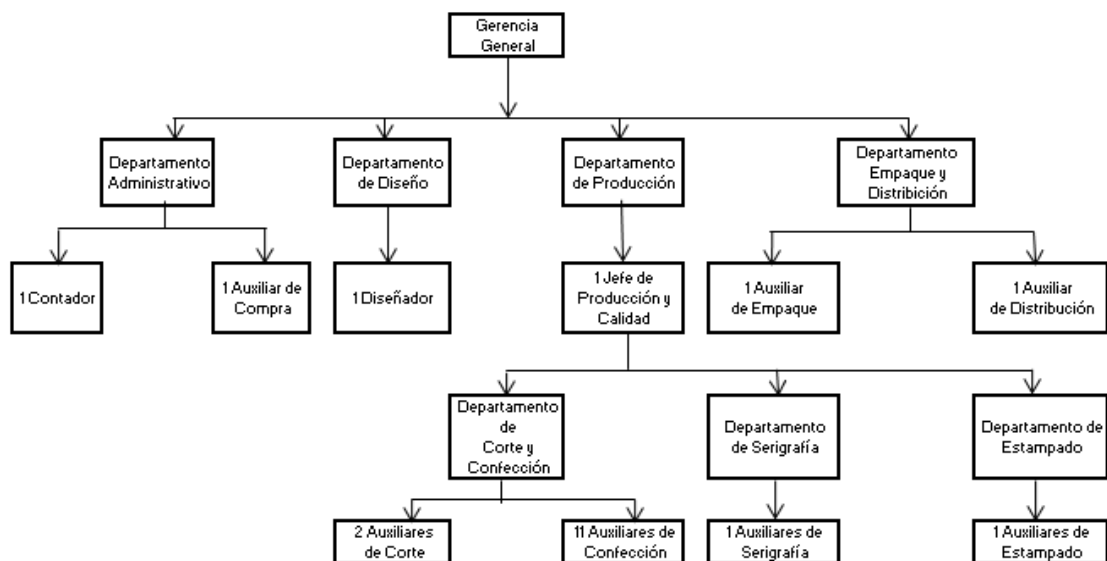 Gerencia
General
Departamento
Administrativo
Departamento
de Diseño
Departamento
de Producción
Departamento
Empaque y
Distribición
1 Contador
1 Auxiliar de
Compra
1 Diseñador
1 Jefe de
Producción y
Calidad
1 Auxiliar
de Empaque
1 Auxiliar
de Distribución
Departamento
de
Corte y
Confección
Departamento
de Serigrafía
Departamento de
Estampado
2 Auxiliares
de Corte
11 Auxiliares de
Confección
1 Auxiliares de
Serigrafía
1 Auxiliares de
Estampado